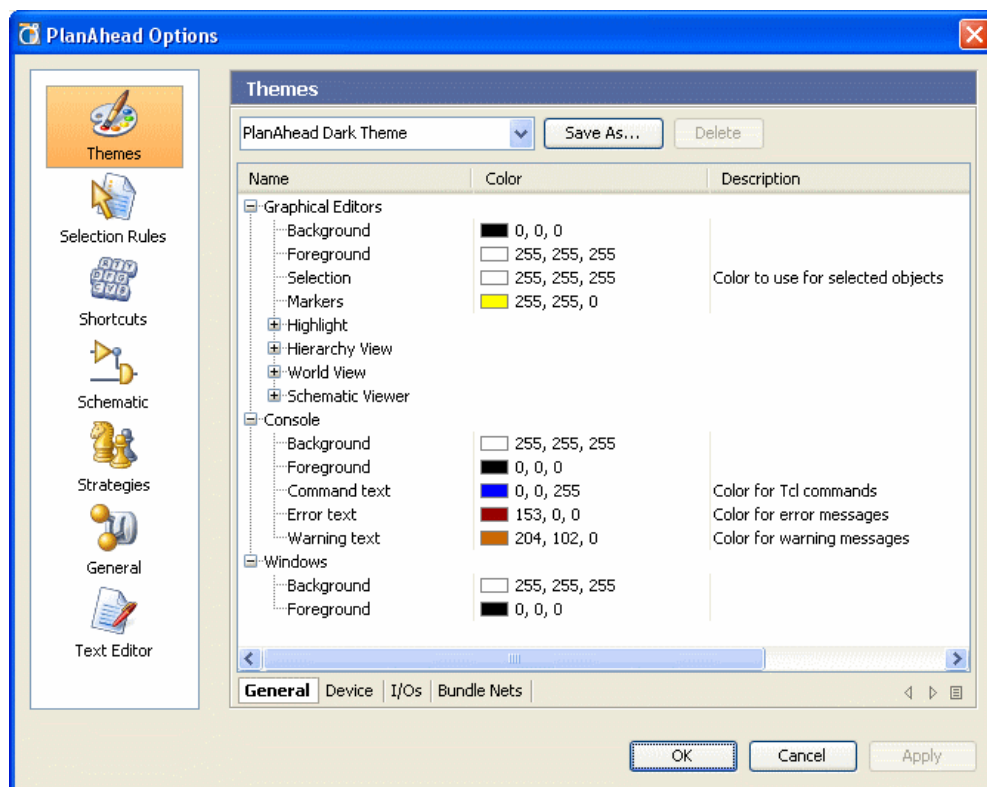 PlanAhead Options
Themes
Selection Rules
Shortcuts
Schematic
Strategies
General
Text Editor
Themes
PlanAhead Dark Theme Save As... Delete
Name Color Description
Graphical Editors
Background 0, 0, 0
Foreground 255, 255, 255
Selection 255, 255, 255 Color to use for selected objects
Markers 255, 255, 0
Highlight
Hierarchy View
World View
Schematic Viewer
Console
Background 255, 255, 255
Foreground 0, 0, 0
Command text 0, 0, 255 Color for Tcl commands
Error text 153, 0, 0 Color for error messages
Warning text 204, 102, 0 Color for warning messages
Windows
Background 255, 255, 255
Foreground 0, 0, 0
General Device I/Os Bundle Nets
OK Cancel Apply